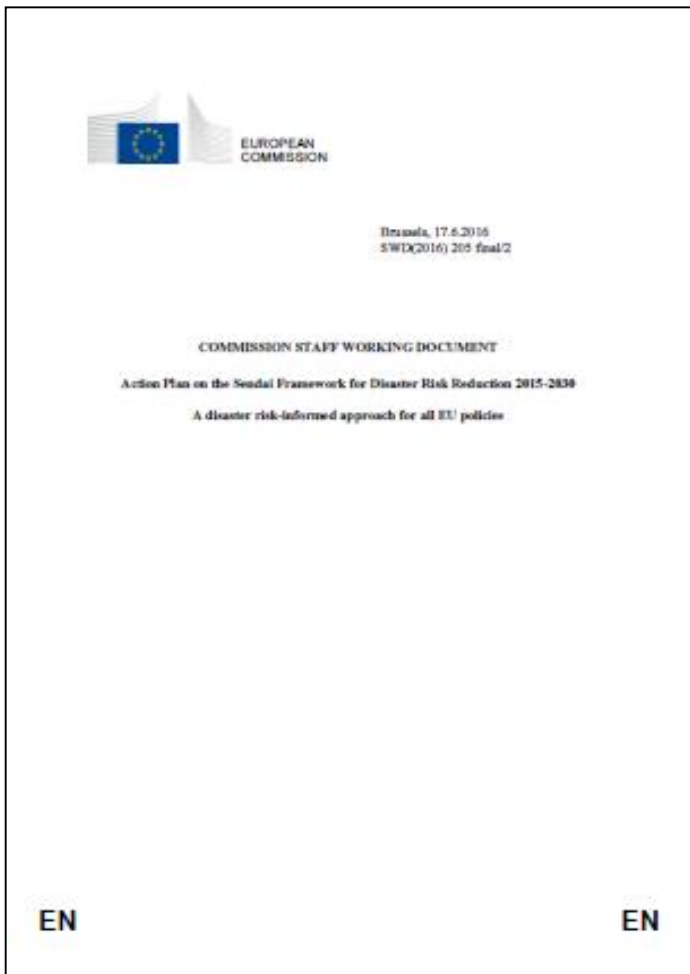 EUROPEAN
COMMISSION
Brussels, 17.6.2016
SWD(2016) 205 final/2
COMMISSION STAFF WORKING DOCUMENT
Action Plan on the Sendai Framework for Disaster Risk Reduction 2015-2030
A disaster risk-informed approach for all EU policies
EN EN